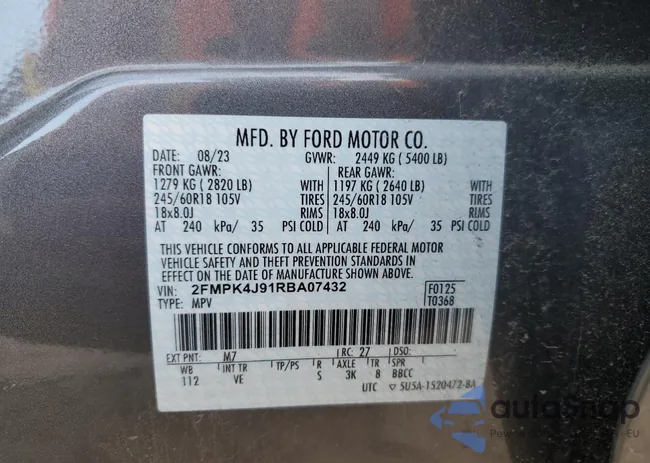 MFD. BY FORD MOTOR CO.
DATE: 08/23 GVWR: 2449 KG ( 5400 LB)
FRONT GAWR: REAR GAWR:
1279 KG ( 2820 LB) WITH 1197 KG ( 2640 LB) WITH
245/60R18 105V TIRES 245/60R18 105V TIRES
18x8.0J RIMS 18x8.0J RIMS
AT 240 kPa/ 35 PSI COLD AT 240 kPa/ 35 PSI COLD
THIS VEHICLE CONFORMS TO ALL APPLICABLE FEDERAL MOTOR
VEHICLE SAFETY AND THEFT PREVENTION STANDARDS IN
EFFECT ON THE DATE OF MANUFACTURE SHOWN ABOVE.
VIN: 2FMPK4J91RBA07432 F0125
TYPE: MPV T0368
EXT PNT: M7 RC: 27 DSO:
WB INT TR TP/PS R AXLE TR SPR
112 VE S 3K 8 BBCC
UTC 5U5A-1520472-BA
autoSnap